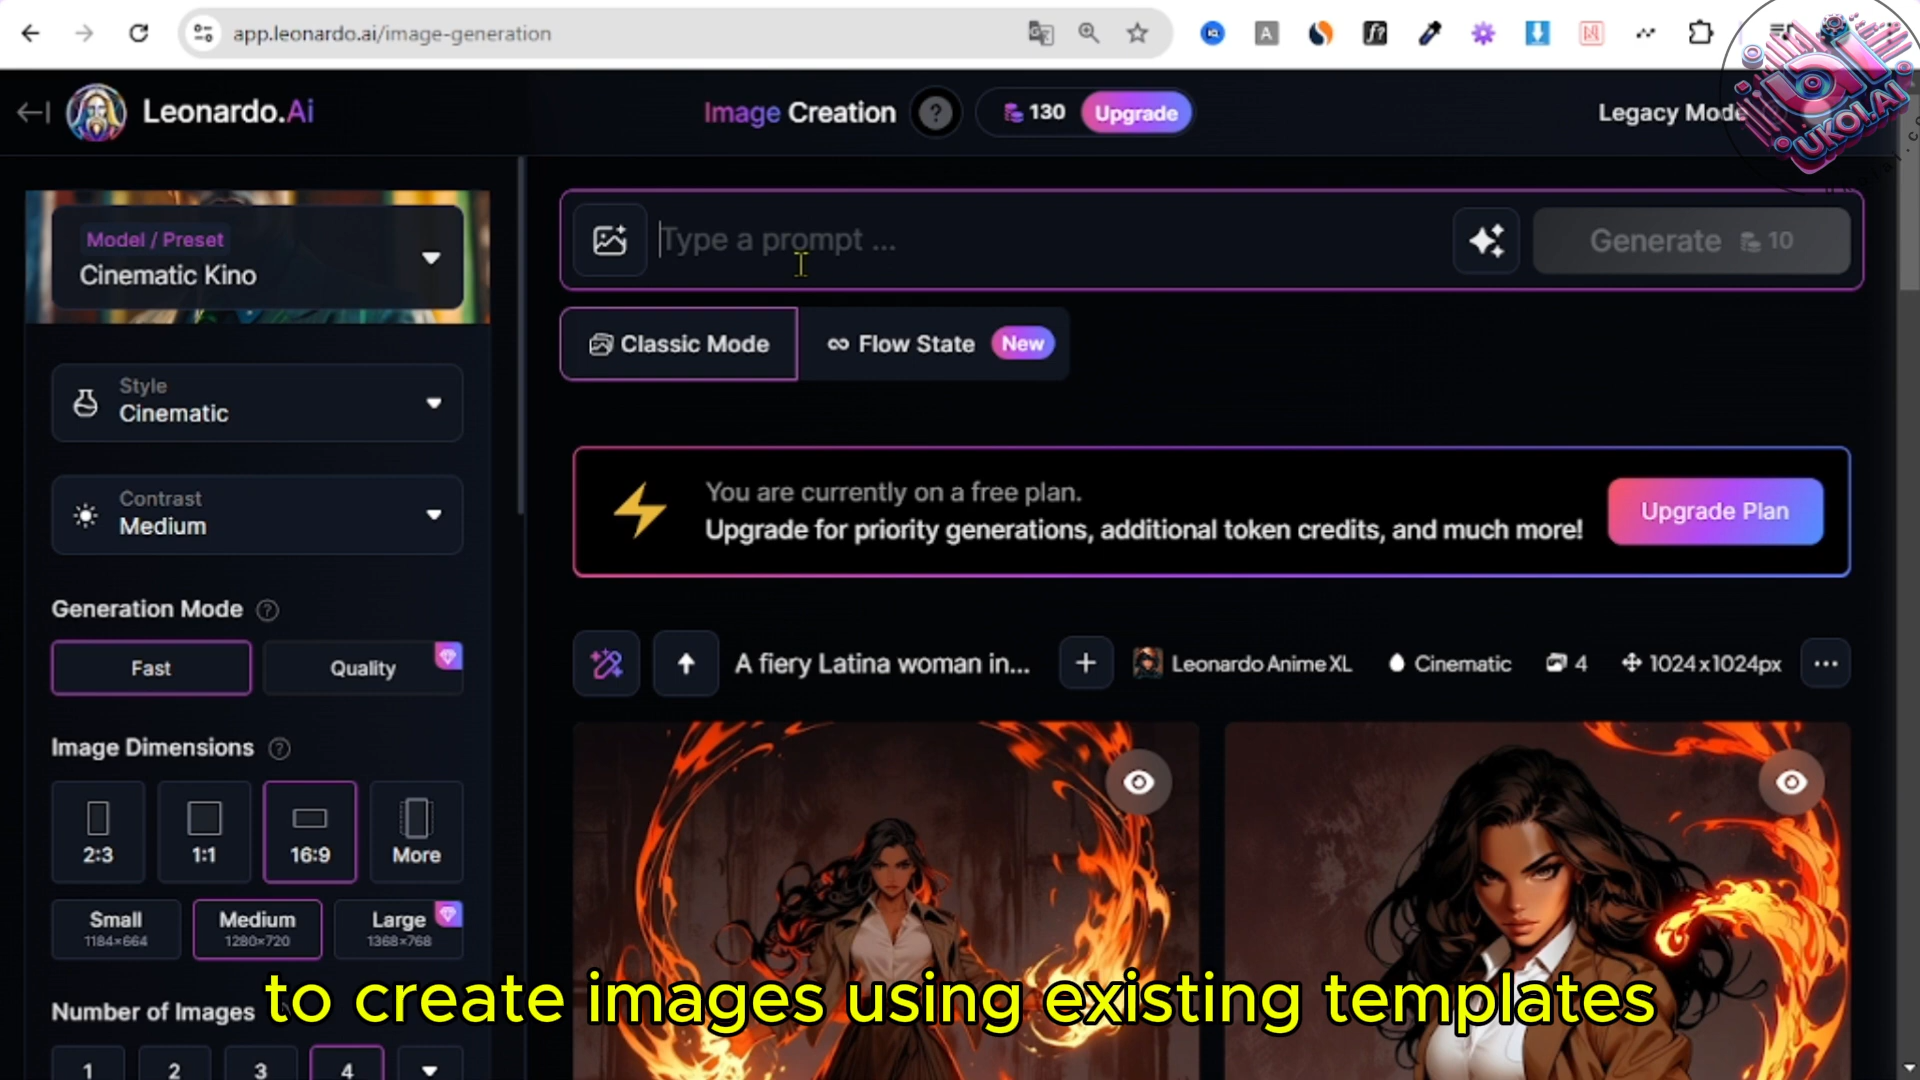 app.leonardo.ai/image-generation
Leonardo.Ai
Image Creation ? 130 Upgrade
Legacy Mode
UKOI.AI
Model / Preset
Cinematic Kino
Type a prompt ...
Generate 10
Classic Mode
Flow State New
Style
Cinematic
Contrast
Medium
You are currently on a free plan.
Upgrade for priority generations, additional token credits, and much more!
Upgrade Plan
Generation Mode ?
Fast
Quality
A fiery Latina woman in...
Leonardo Anime XL
Cinematic
4
1024x1024px
Image Dimensions ?
2:3
1:1
16:9
More
Small
1184×664
Medium
1280×720
Large
1368×768
to create images using existing templates
Number of Images
1 2 3 4